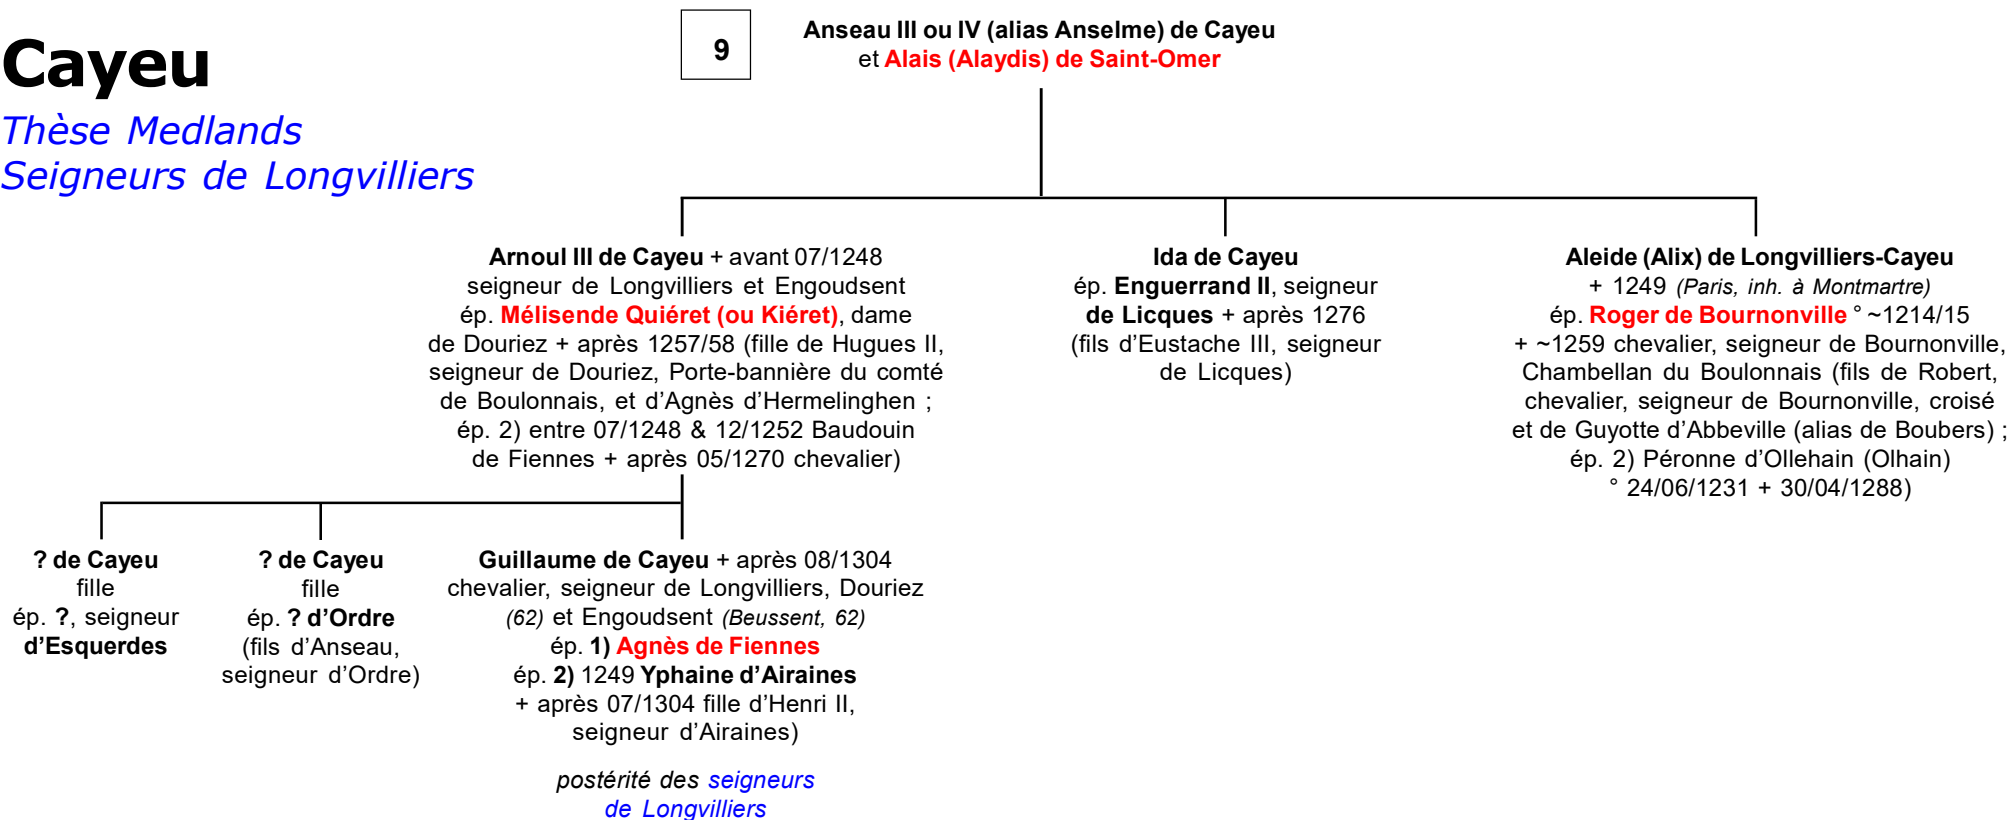 Cayeu
Thèse Medlands
Seigneurs de Longvilliers
9
Anseau III ou IV (alias Anselme) de Cayeu
et Alais (Alaydis) de Saint-Omer
Arnoul III de Cayeu + avant 07/1248
seigneur de Longvilliers et Engoudsent
ép. Mélisende Quiéret (ou Kiéret), dame
de Douriez + après 1257/58 (fille de Hugues II,
seigneur de Douriez, Porte-bannière du comté
de Boulonnais, et d'Agnès d'Hermelinghen ;
ép. 2) entre 07/1248 & 12/1252 Baudouin
de Fiennes + après 05/1270 chevalier)
Ida de Cayeu
ép. Enguerrand II, seigneur
de Licques + après 1276
(fils d'Eustache III, seigneur
de Licques)
Aleide (Alix) de Longvilliers-Cayeu
+ 1249 (Paris, inh. à Montmartre)
ép. Roger de Bournonville ° ~1214/15
+ ~1259 chevalier, seigneur de Bournonville,
Chambellan du Boulonnais (fils de Robert,
chevalier, seigneur de Bournonville, croisé
et de Guyotte d'Abbeville (alias de Boubers) ;
ép. 2) Péronne d'Ollehain (Olhain)
° 24/06/1231 + 30/04/1288)
? de Cayeu
fille
ép. ?, seigneur
d'Esquerdes
? de Cayeu
fille
ép. ? d'Ordre
(fils d'Anseau,
seigneur d'Ordre)
Guillaume de Cayeu + après 08/1304
chevalier, seigneur de Longvilliers, Douriez
(62) et Engoudsent (Beussent, 62)
ép. 1) Agnès de Fiennes
ép. 2) 1249 Yphaine d'Airaines
+ après 07/1304 fille d'Henri II,
seigneur d'Airaines)
postérité des seigneurs
de Longvilliers